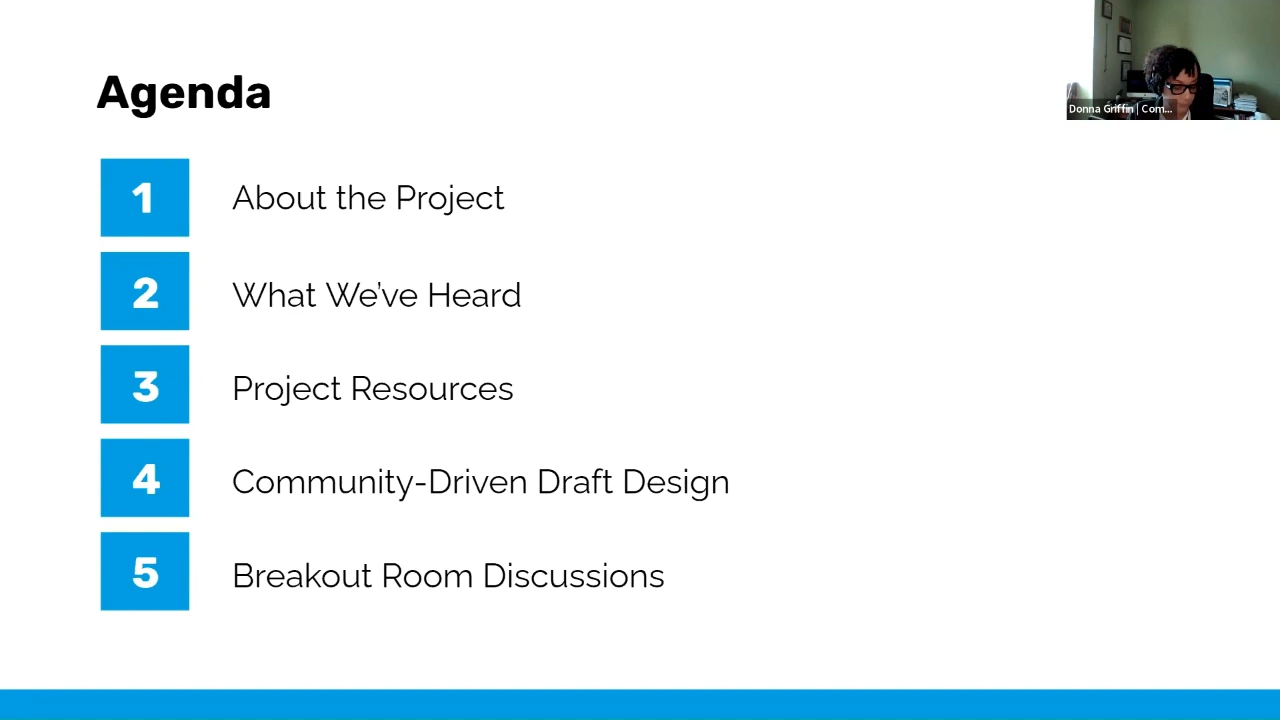 Agenda
Donna Griffin | Com...
1 About the Project
2 What We've Heard
3 Project Resources
4 Community-Driven Draft Design
5 Breakout Room Discussions